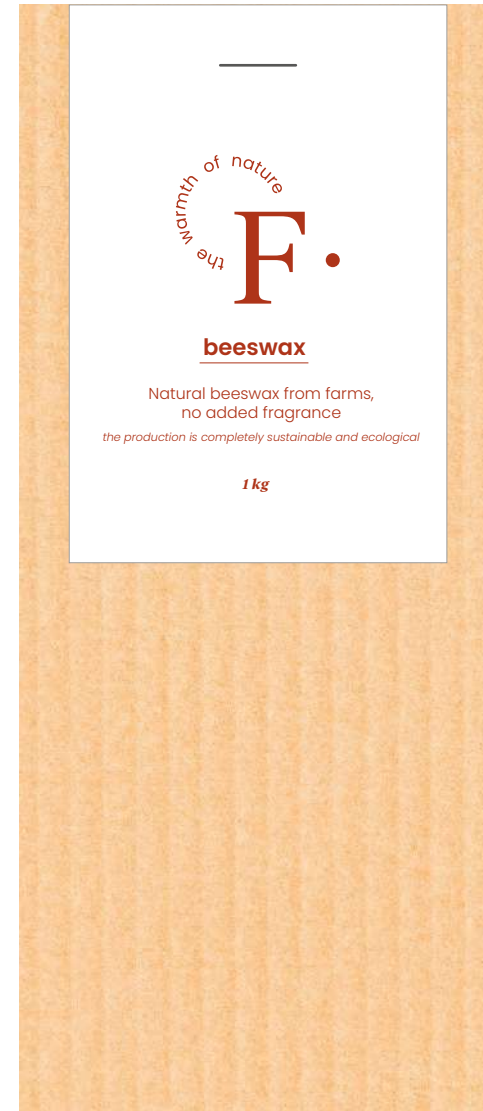 the warmth of nature
F.
beeswax
Natural beeswax from farms,
no added fragrance
the production is completely sustainable and ecological
1 kg